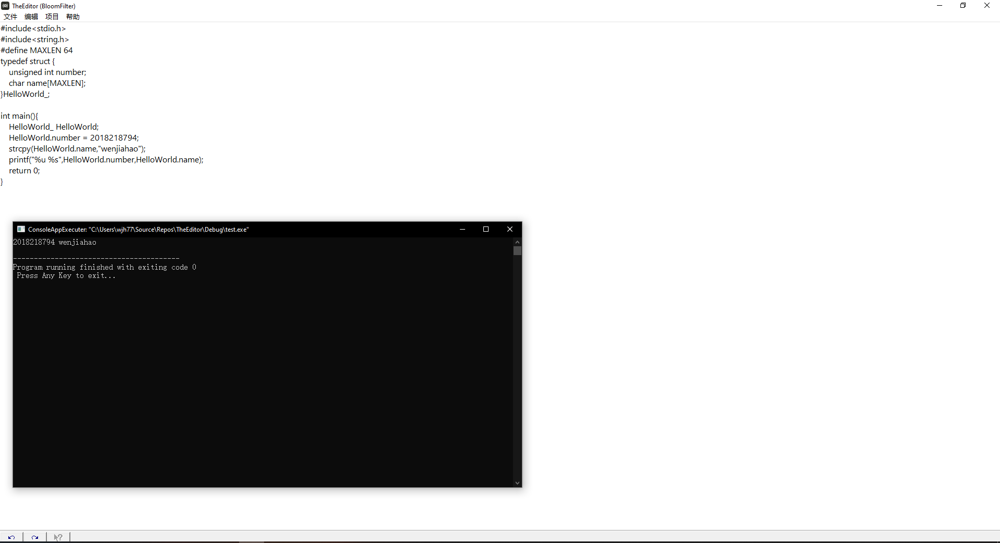 TheEditor (BloomFilter)
文件 编辑 项目 帮助
#include<stdio.h>
#include<string.h>
#define MAXLEN 64
typedef struct {
    unsigned int number;
    char name[MAXLEN];
}HelloWorld_;

int main(){
    HelloWorld_ HelloWorld;
    HelloWorld.number = 2018218794;
    strcpy(HelloWorld.name,"wenjiahao");
    printf("%u %s",HelloWorld.number,HelloWorld.name);
    return 0;
}
ConsoleAppExecuter: "C:\Users\wjh77\Source\Repos\TheEditor\Debug\test.exe"
2018218794 wenjiahao
----------------------------------------
Program running finished with exiting code 0
 Press Any Key to exit...